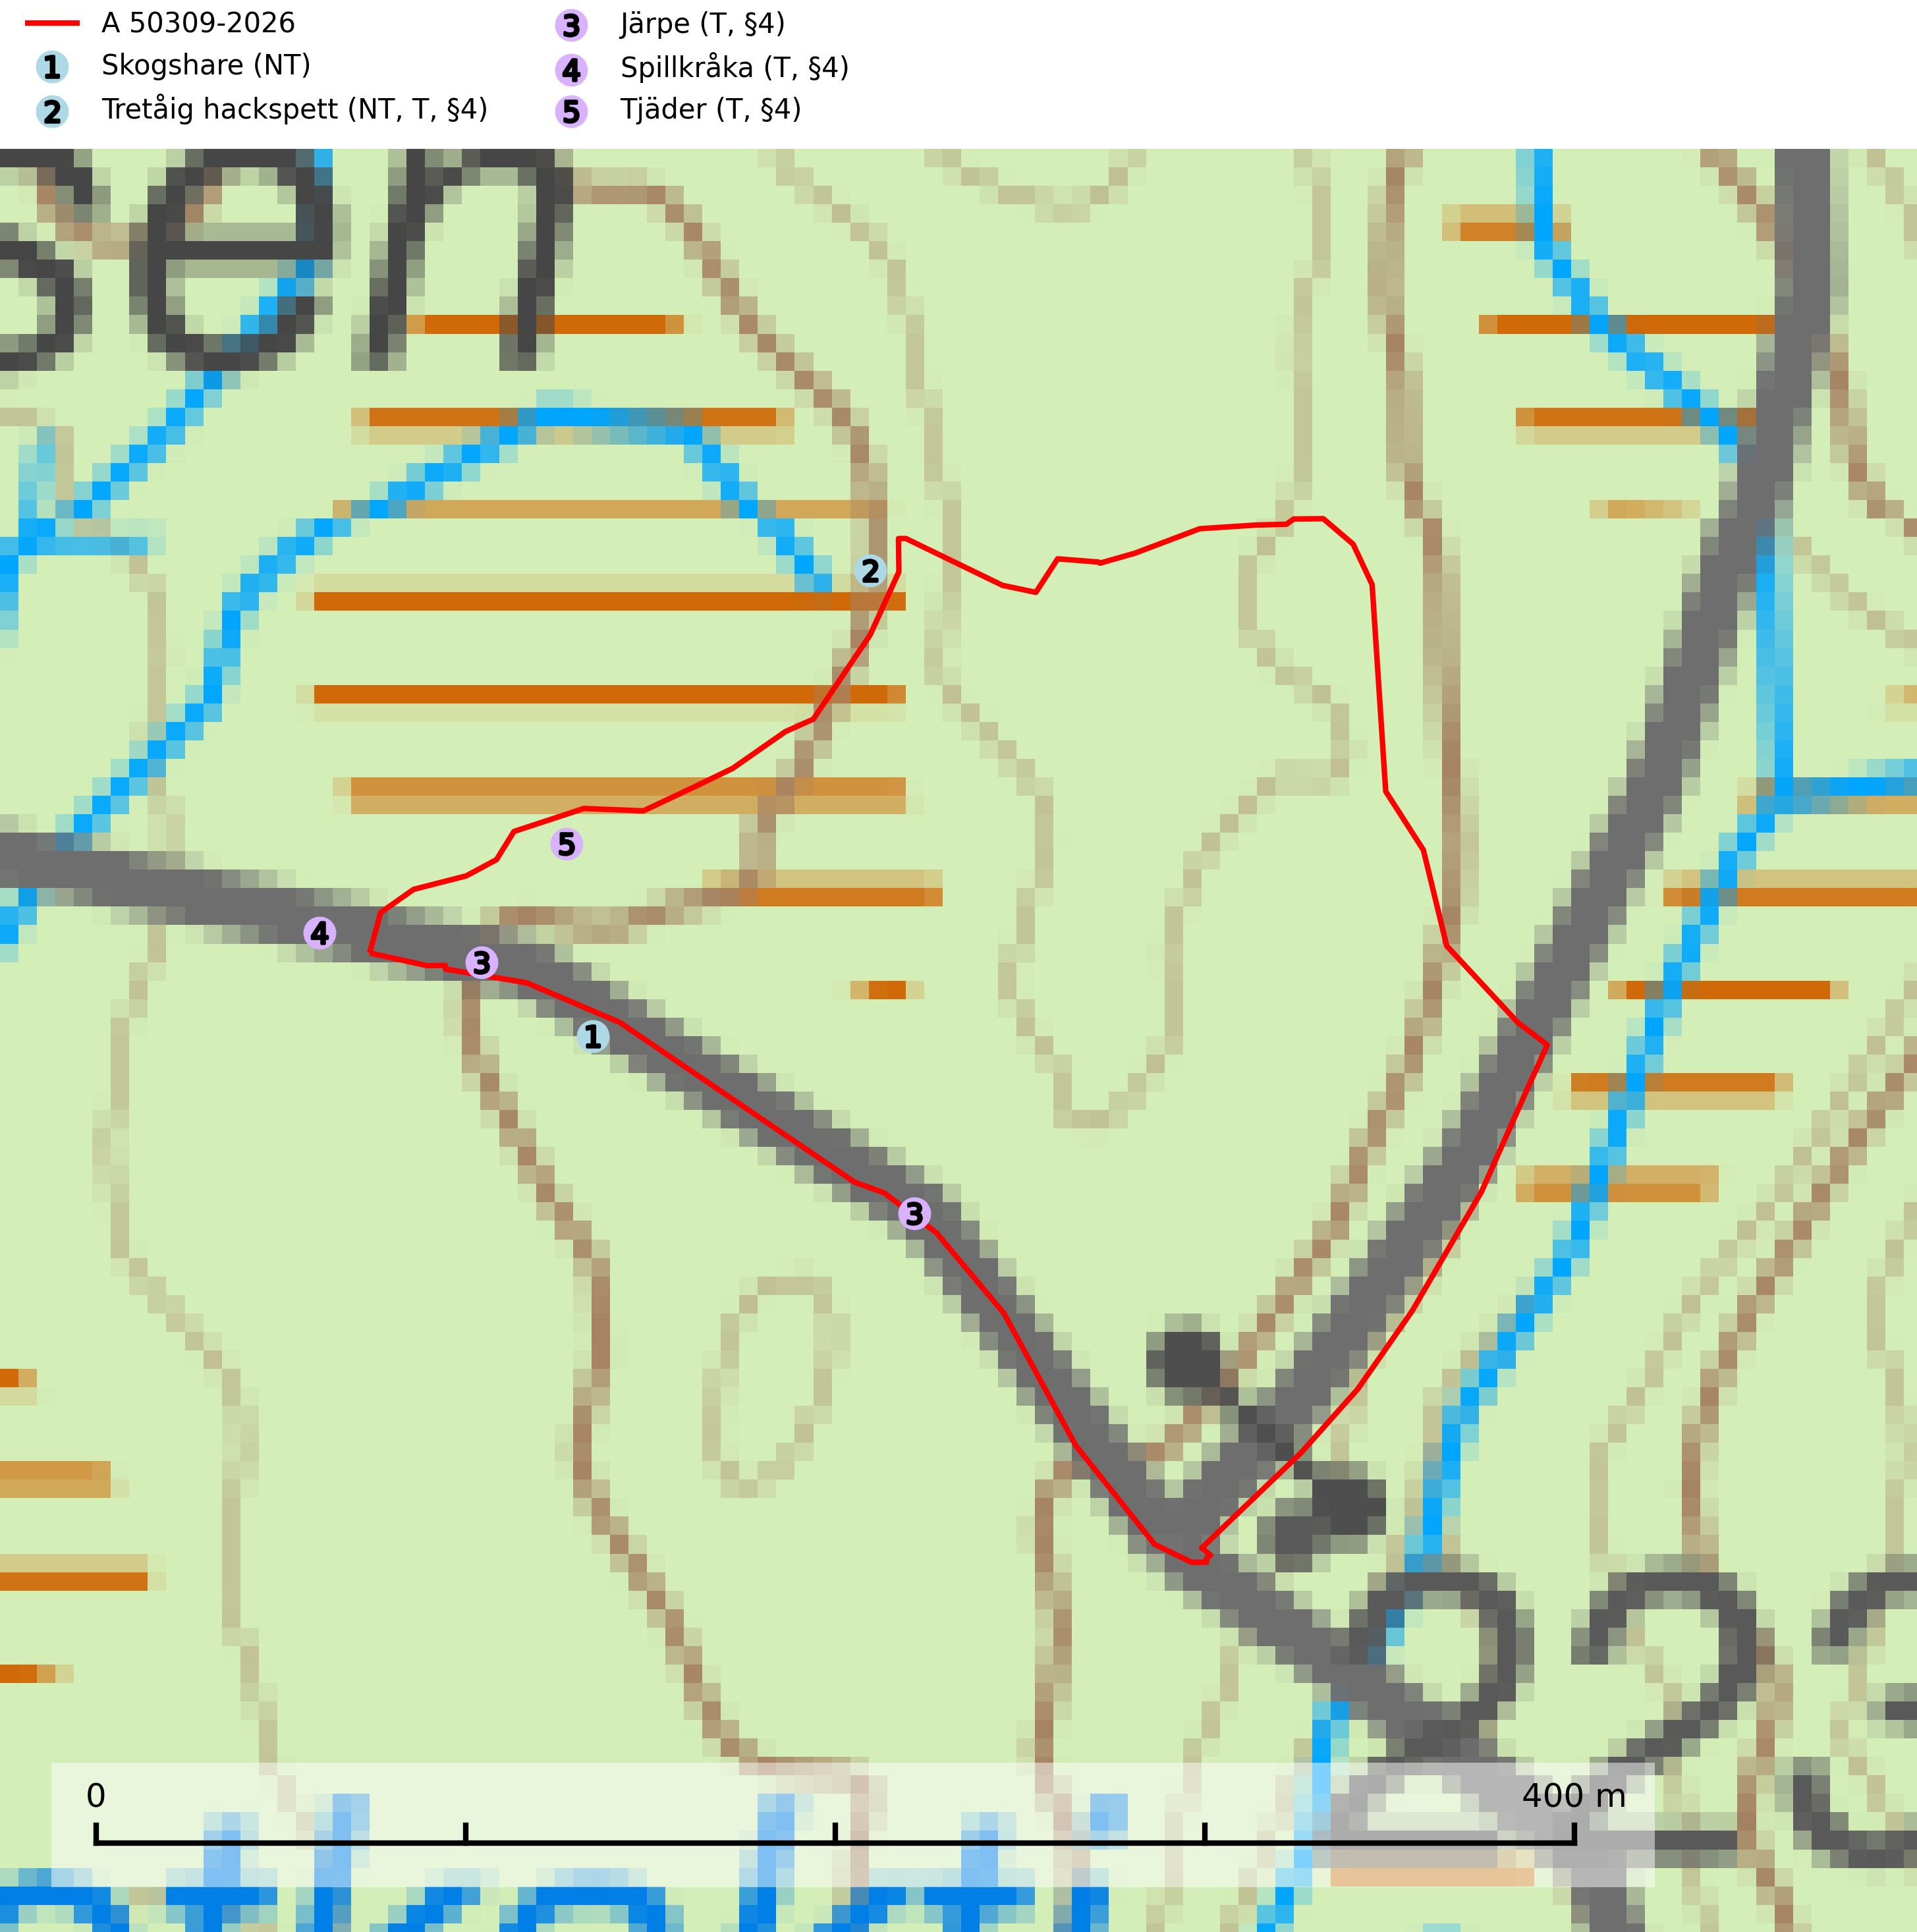 A 50309-2026
1 Skogshare (NT)
2 Tretåig hackspett (NT, T, §4)
3 Järpe (T, §4)
4 Spillkråka (T, §4)
5 Tjäder (T, §4)
2
5
4
3
1
3
0 400 m